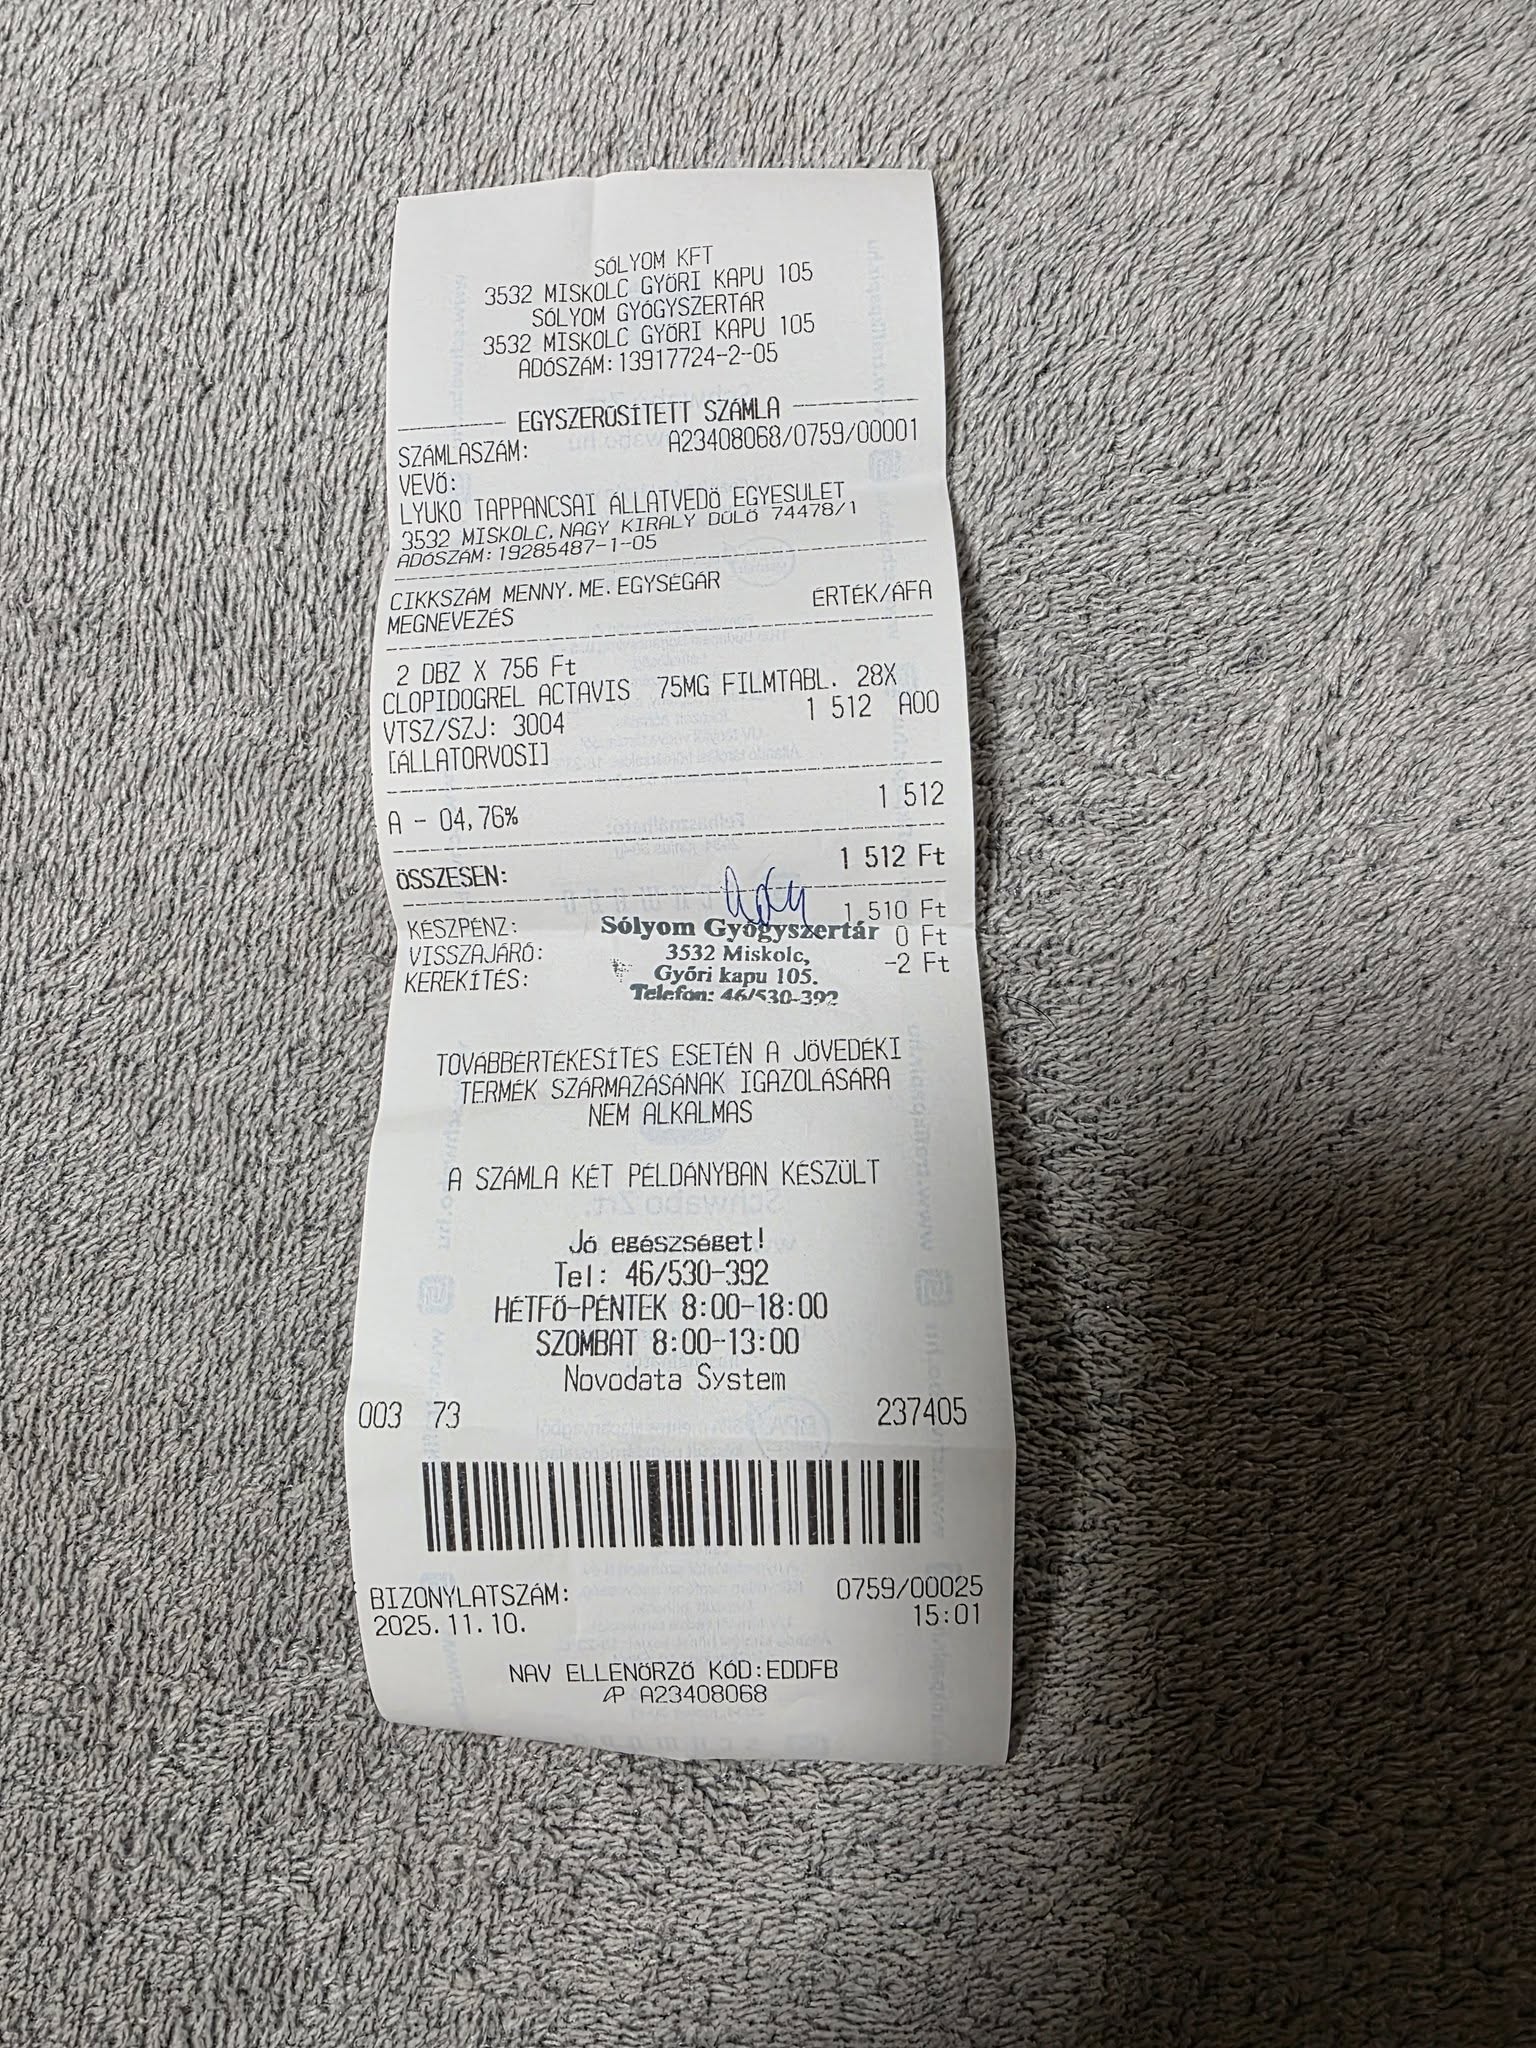 SÓLYOM KFT
3532 MISKOLC GYŐRI KAPU 105
SÓLYOM GYÓGYSZERTÁR
3532 MISKOLC GYŐRI KAPU 105
ADÓSZÁM:13917724-2-05
EGYSZERŰSÍTETT SZÁMLA
SZÁMLASZÁM: A23408068/0759/00001
VEVŐ:
LYUKO TAPPANCSAI ÁLLATVEDŐ EGYESULET
3532 MISKOLC,NAGY KIRALY DŰLŐ 74478/1
ADÓSZÁM:19285487-1-05
CIKKSZÁM MENNY.ME.EGYSÉGÁR
MEGNEVEZÉS ÉRTÉK/ÁFA
2 DBZ X 756 Ft
CLOPIDOGREL ACTAVIS 75MG FILMTABL. 28X
VTSZ/SZJ: 3004 1 512 A00
[ÁLLATORVOSI]
A - 04,76% 1 512
ÖSSZESEN: 1 512 Ft
KÉSZPÉNZ: 1 510 Ft
VISSZAJÁRÓ: 0 Ft
KEREKÍTÉS: -2 Ft
Sólyom Gyógyszertár
3532 Miskolc,
Győri kapu 105.
Telefon: 46/530-392
TOVÁBBÉRTÉKESÍTÉS ESETÉN A JÖVEDÉKI
TERMÉK SZÁRMAZÁSÁNAK IGAZOLÁSÁRA
NEM ALKALMAS
A SZÁMLA KÉT PÉLDÁNYBAN KÉSZÜLT
Jó egészséget!
Tel: 46/530-392
HÉTFŐ-PÉNTEK 8:00-18:00
SZOMBAT 8:00-13:00
Novodata System
003 73 237405
BIZONYLATSZÁM: 0759/00025
2025.11.10. 15:01
NAV ELLENŐRZŐ KÓD:EDDFB
AP A23408068